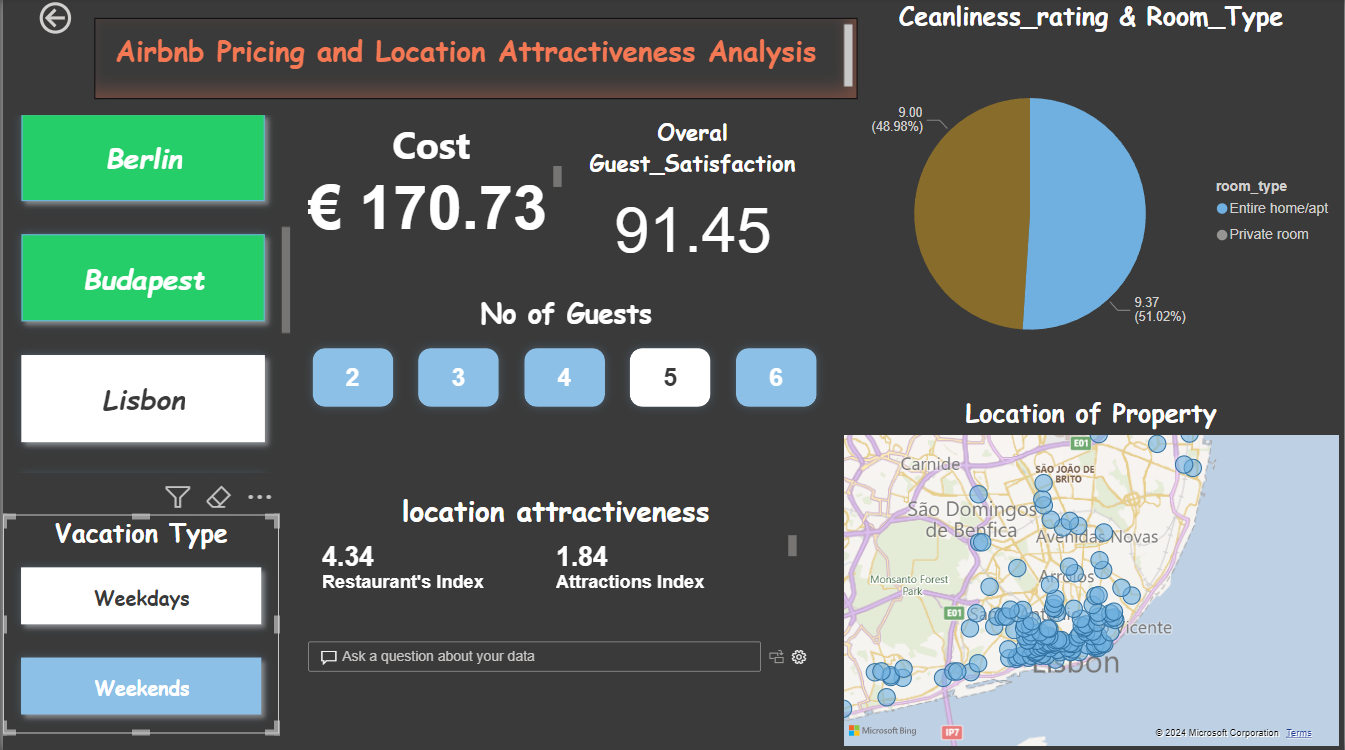 Airbnb Pricing and Location Attractiveness Analysis
Berlin
Budapest
Lisbon
Vacation Type
Weekdays
Weekends
Cost
€ 170.73
Overal
Guest_Satisfaction
91.45
No of Guests
2
3
4
5
6
location attractiveness
4.34
Restaurant's Index
1.84
Attractions Index
Ask a question about your data
Ceanliness_rating & Room_Type
9.00
(48.98%)
9.37
(51.02%)
room_type
Entire home/apt
Private room
Location of Property
E01
Carnide
SÃO JOÃO DE
BRITO
São Domingos
de Benfica
Avenidas Novas
Monsanto Forest
Park
Arroios
E01
Vicente
Lisbon
IP7
Microsoft Bing
© 2024 Microsoft Corporation
Terms